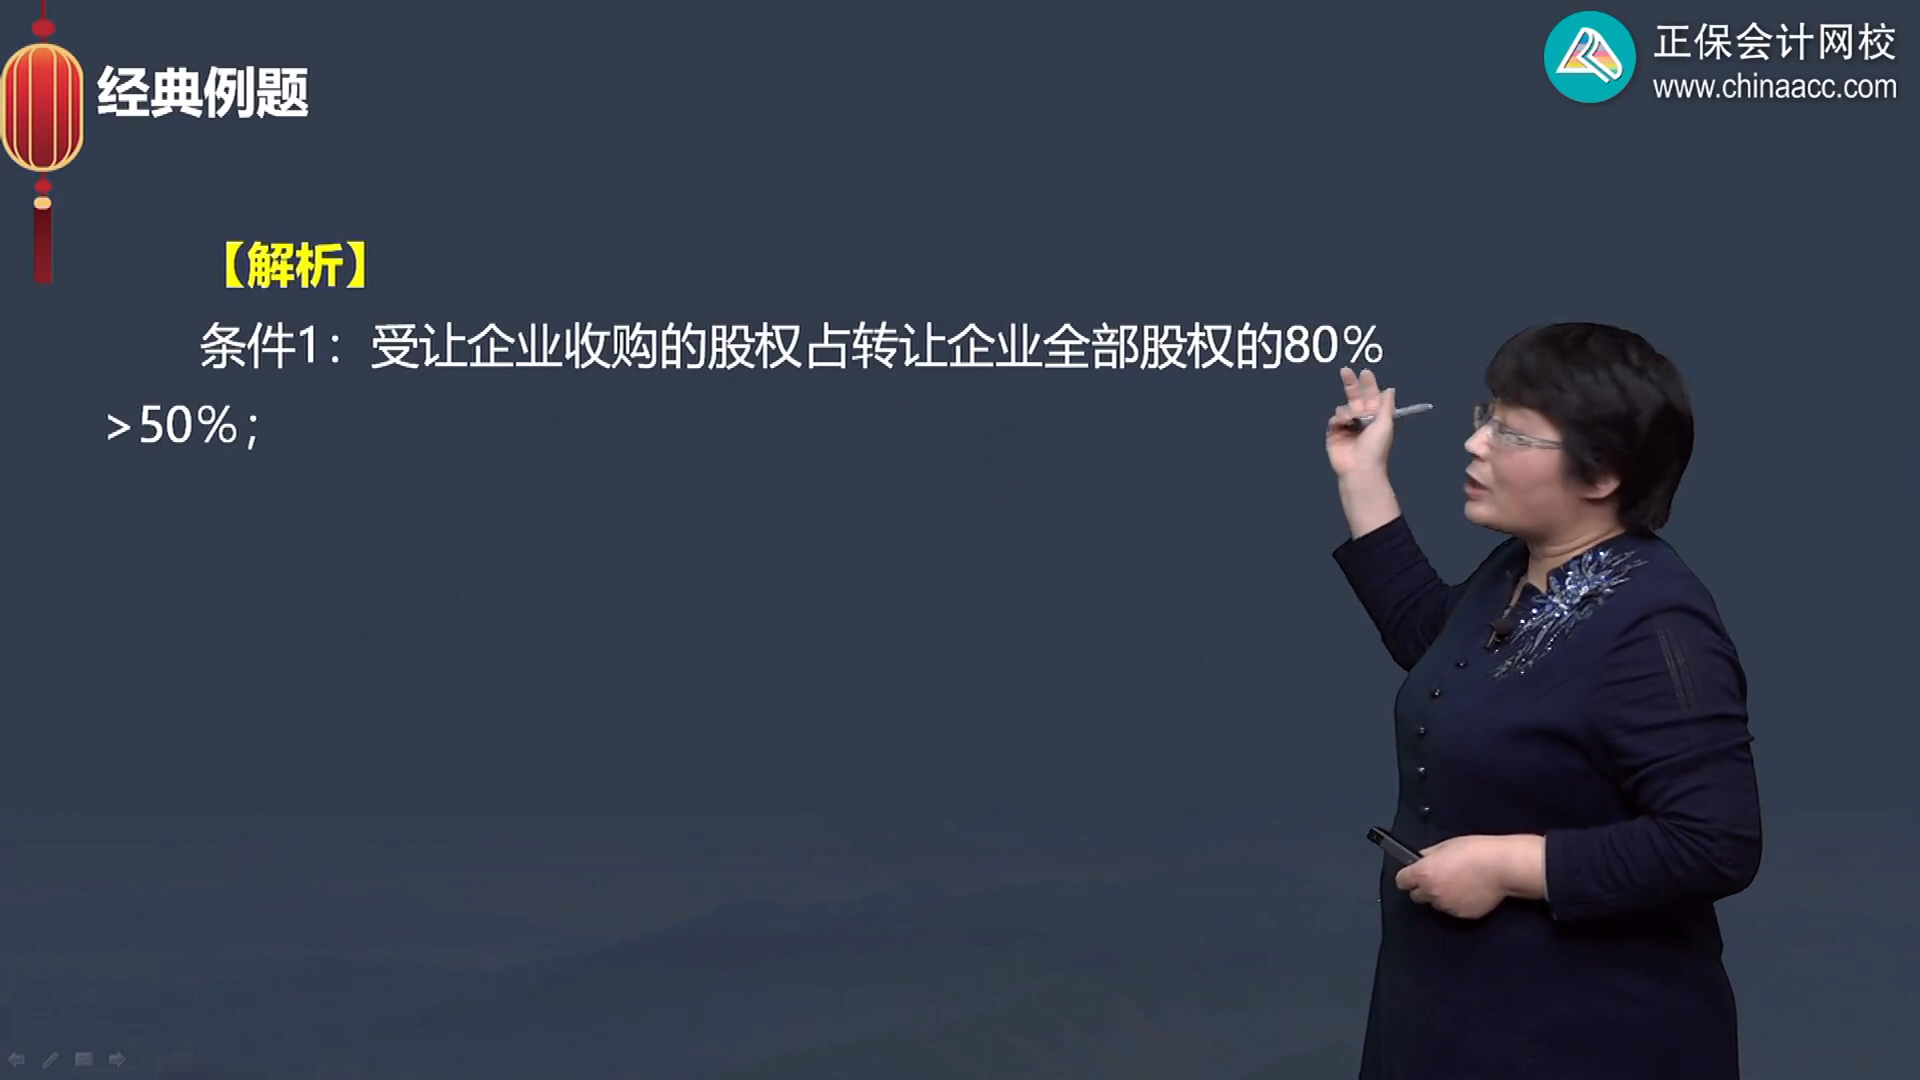 正保会计网校
www.chinaacc.com
经典例题
【解析】
条件1：受让企业收购的股权占转让企业全部股权的80%
>50%；